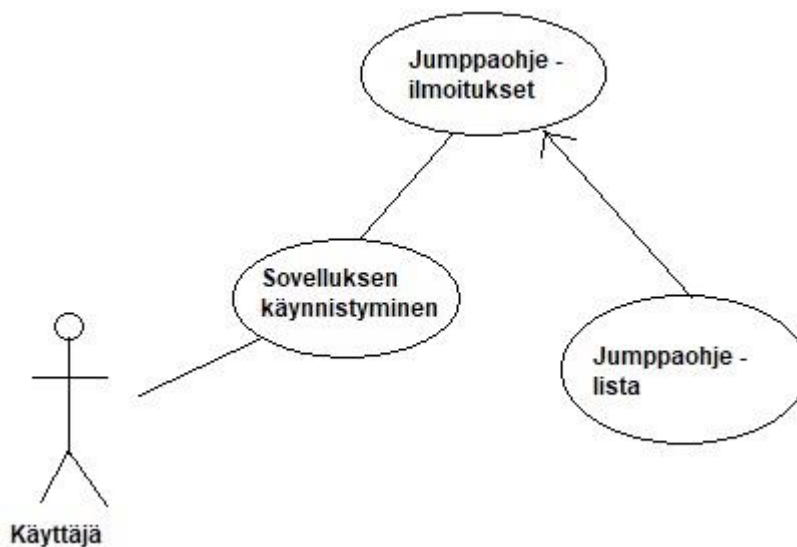 Jumppaohje -
ilmoitukset
Sovelluksen
käynnistyminen
Jumppaohje -
lista
Käyttäjä